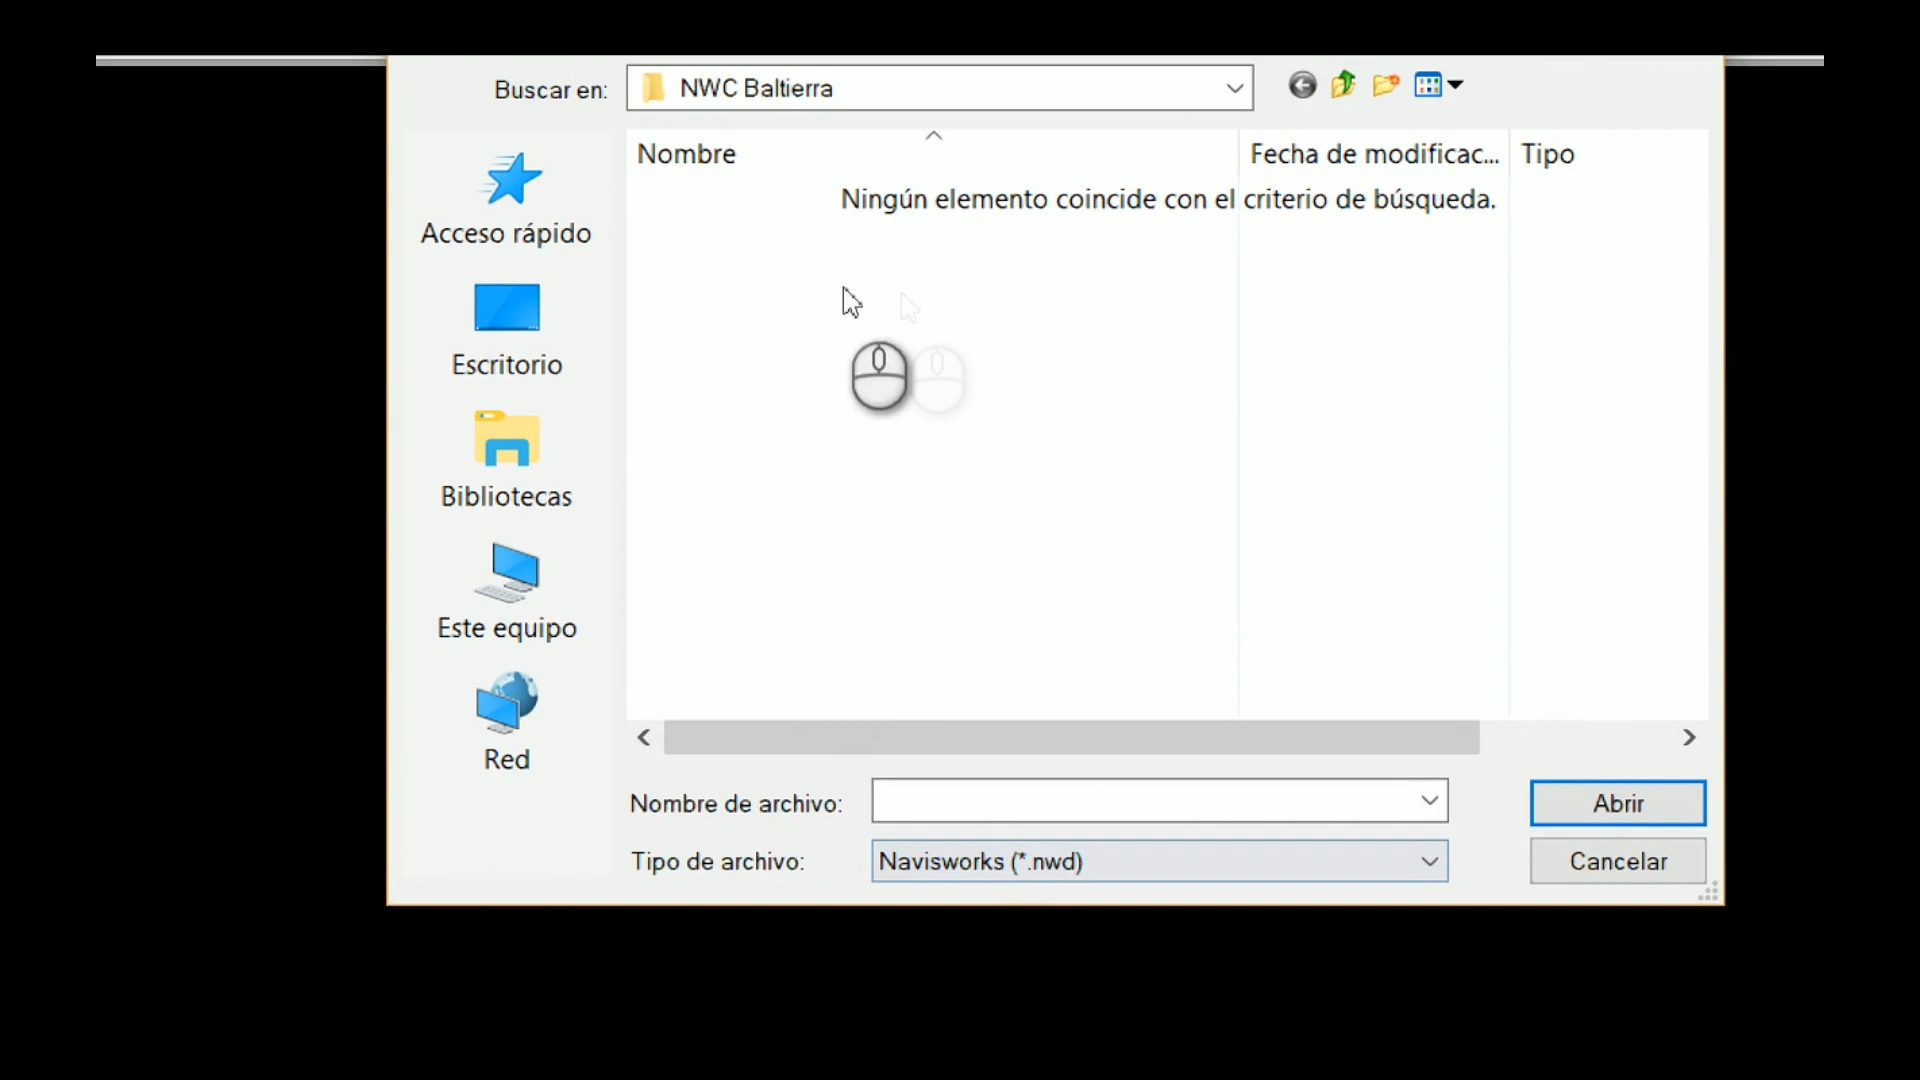 Buscar en: NWC Baltierra
Nombre Fecha de modificac... Tipo
Ningún elemento coincide con el criterio de búsqueda.
Acceso rápido
Escritorio
Bibliotecas
Este equipo
Red
Nombre de archivo: Abrir
Tipo de archivo: Navisworks (*.nwd) Cancelar